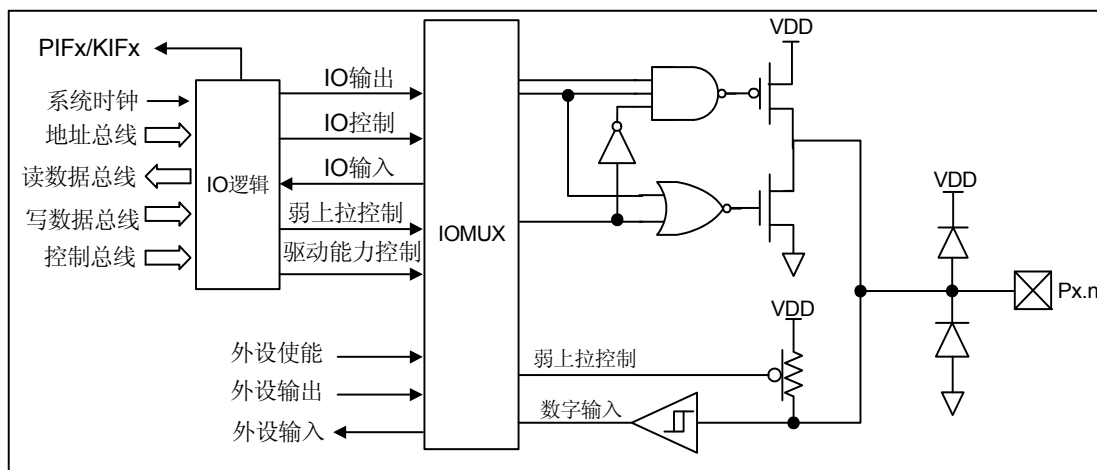 PIFx/KIFx
系统时钟
地址总线
读数据总线
写数据总线
控制总线
IO逻辑
IO输出
IO控制
IO输入
弱上拉控制
驱动能力控制
外设使能
外设输出
外设输入
IOMUX
VDD
弱上拉控制
数字输入
VDD
VDD
Px.n